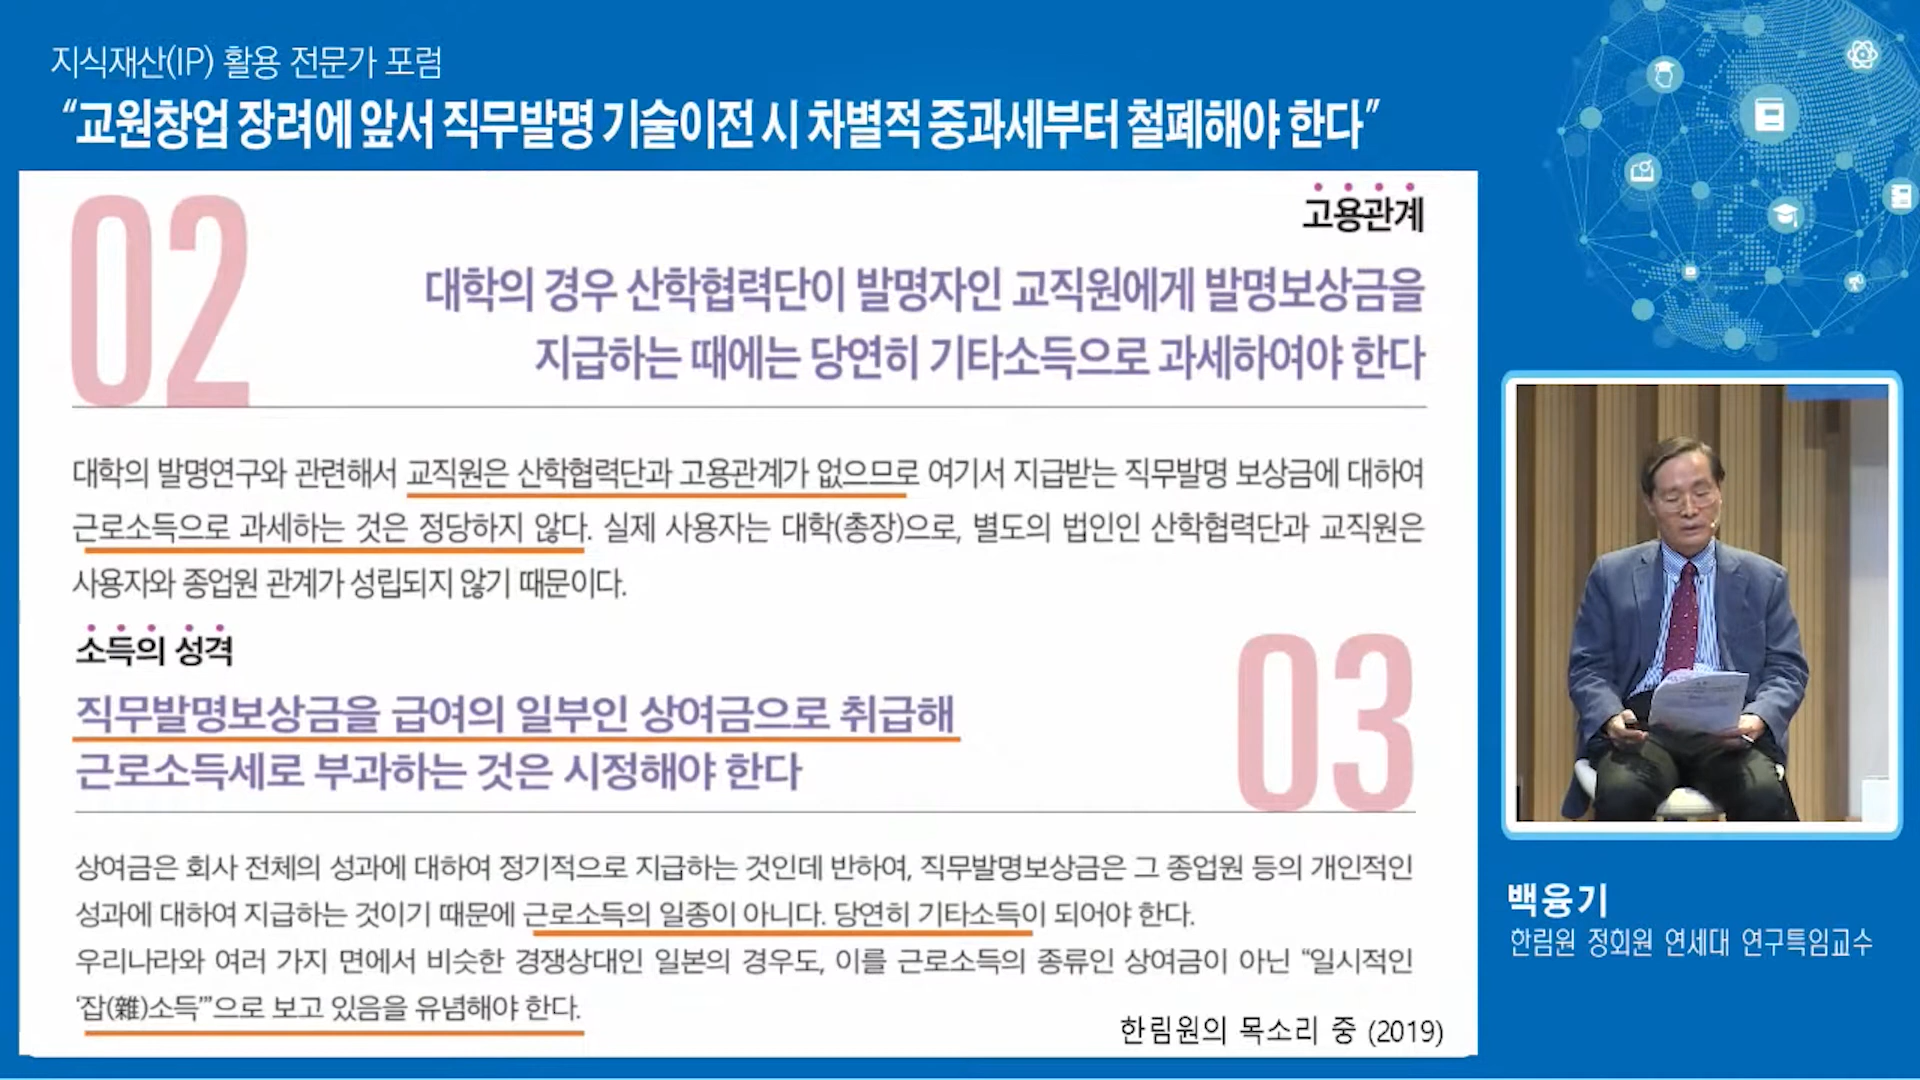 지식재산(IP) 활용 전문가 포럼
“교원창업 장려에 앞서 직무발명 기술이전 시 차별적 중과세부터 철폐해야 한다”
02
고용관계
대학의 경우 산학협력단이 발명자인 교직원에게 발명보상금을
지급하는 때에는 당연히 기타소득으로 과세하여야 한다
대학의 발명연구와 관련해서 교직원은 산학협력단과 고용관계가 없으므로 여기서 지급받는 직무발명 보상금에 대하여
근로소득으로 과세하는 것은 정당하지 않다. 실제 사용자는 대학(총장)으로, 별도의 법인인 산학협력단과 교직원은
사용자와 종업원 관계가 성립되지 않기 때문이다.
소득의 성격
03
직무발명보상금을 급여의 일부인 상여금으로 취급해
근로소득세로 부과하는 것은 시정해야 한다
상여금은 회사 전체의 성과에 대하여 정기적으로 지급하는 것인데 반하여, 직무발명보상금은 그 종업원 등의 개인적인
성과에 대하여 지급하는 것이기 때문에 근로소득의 일종이 아니다. 당연히 기타소득이 되어야 한다.
우리나라와 여러 가지 면에서 비슷한 경쟁상대인 일본의 경우도, 이를 근로소득의 종류인 상여금이 아닌 “일시적인
‘잡(雜)소득’”으로 보고 있음을 유념해야 한다.
한림원의 목소리 중 (2019)
백융기
한림원 정회원 연세대 연구특임교수